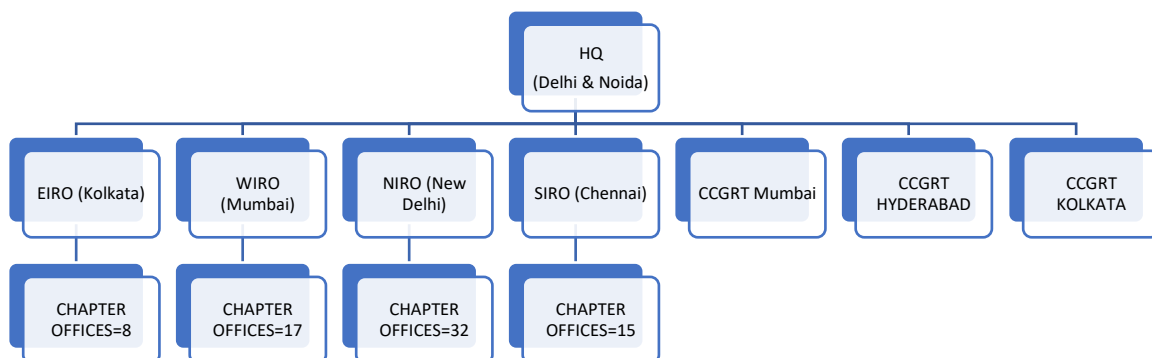 HQ
(Delhi & Noida)
EIRO (Kolkata)
WIRO
(Mumbai)
NIRO (New
Delhi)
SIRO (Chennai)
CCGRT Mumbai
CCGRT
HYDERABAD
CCGRT
KOLKATA
CHAPTER
OFFICES=8
CHAPTER
OFFICES=17
CHAPTER
OFFICES=32
CHAPTER
OFFICES=15